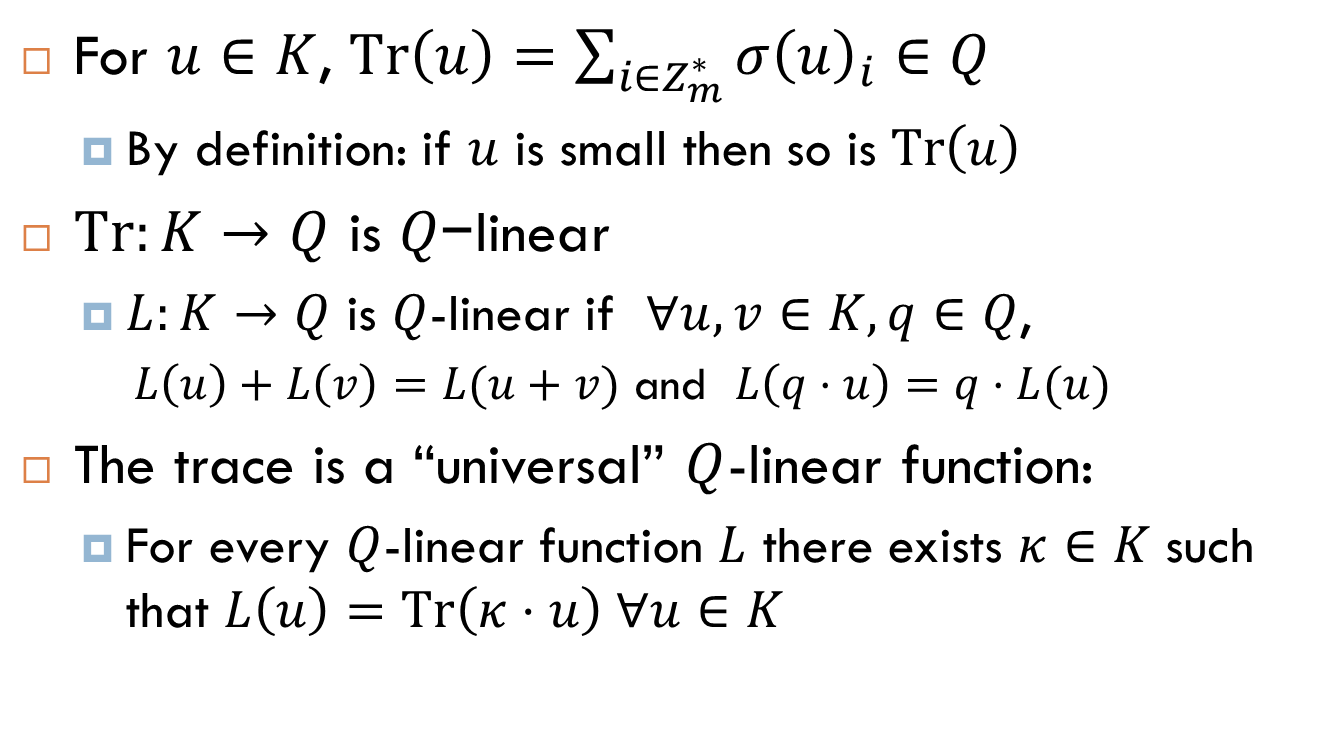 For u ∈ K, Tr(u) = ∑_{i∈Z_m^*} σ(u)_i ∈ Q
By definition: if u is small then so is Tr(u)
Tr: K → Q is Q−linear
L: K → Q is Q-linear if ∀u, v ∈ K, q ∈ Q,
L(u) + L(v) = L(u + v) and L(q · u) = q · L(u)
The trace is a “universal” Q-linear function:
For every Q-linear function L there exists κ ∈ K such
that L(u) = Tr(κ · u) ∀u ∈ K